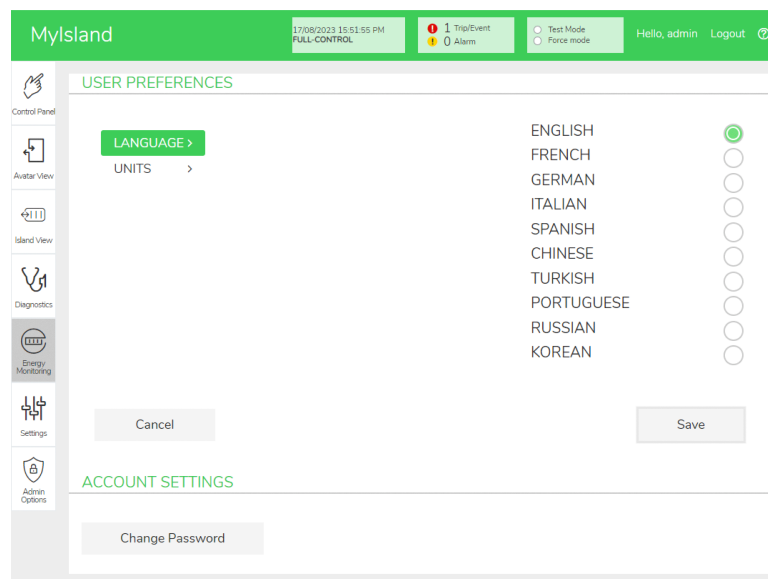 MyIsland
17/08/2023 15:51:55 PM
FULL-CONTROL
1 Trip/Event
0 Alarm
Test Mode
Force mode
Hello, admin
Logout
Control Panel
Avatar View
Island View
Diagnostics
Energy
Monitoring
Settings
Admin
Options
USER PREFERENCES
LANGUAGE >
UNITS >
ENGLISH
FRENCH
GERMAN
ITALIAN
SPANISH
CHINESE
TURKISH
PORTUGUESE
RUSSIAN
KOREAN
Cancel
Save
ACCOUNT SETTINGS
Change Password